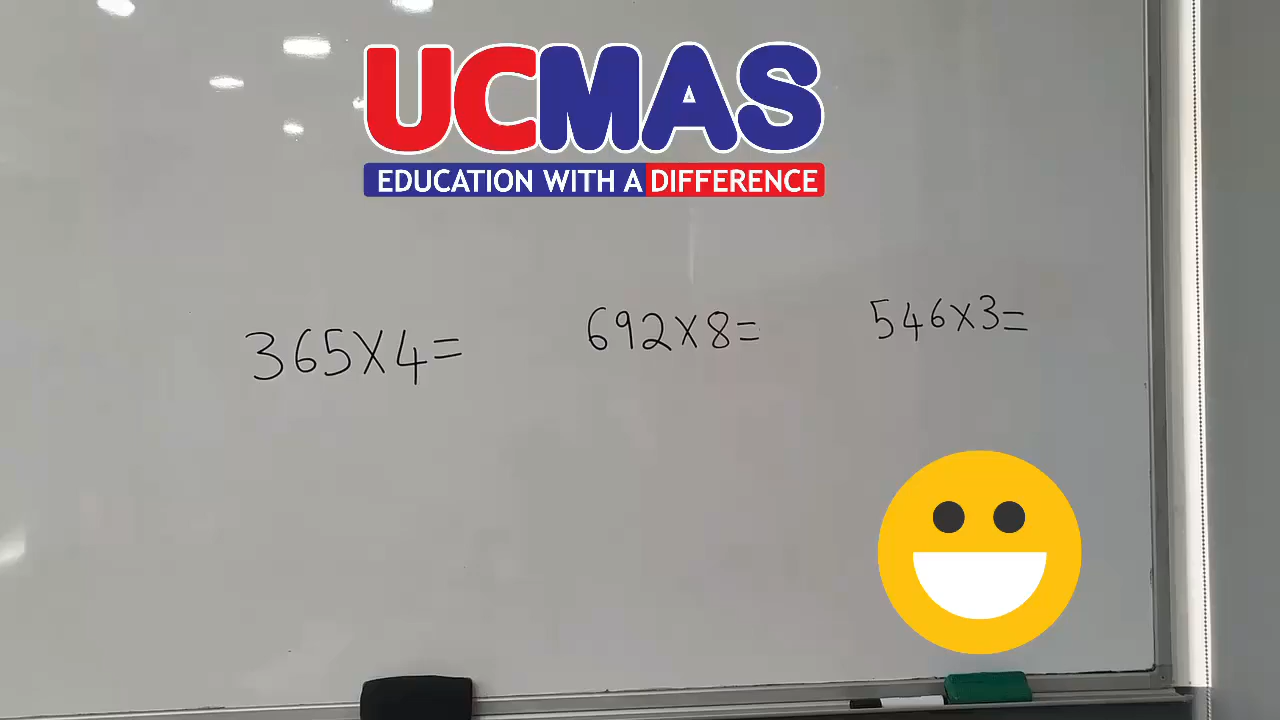 UCMAS
EDUCATION WITH A DIFFERENCE
365X4=
692X8=
546X3=